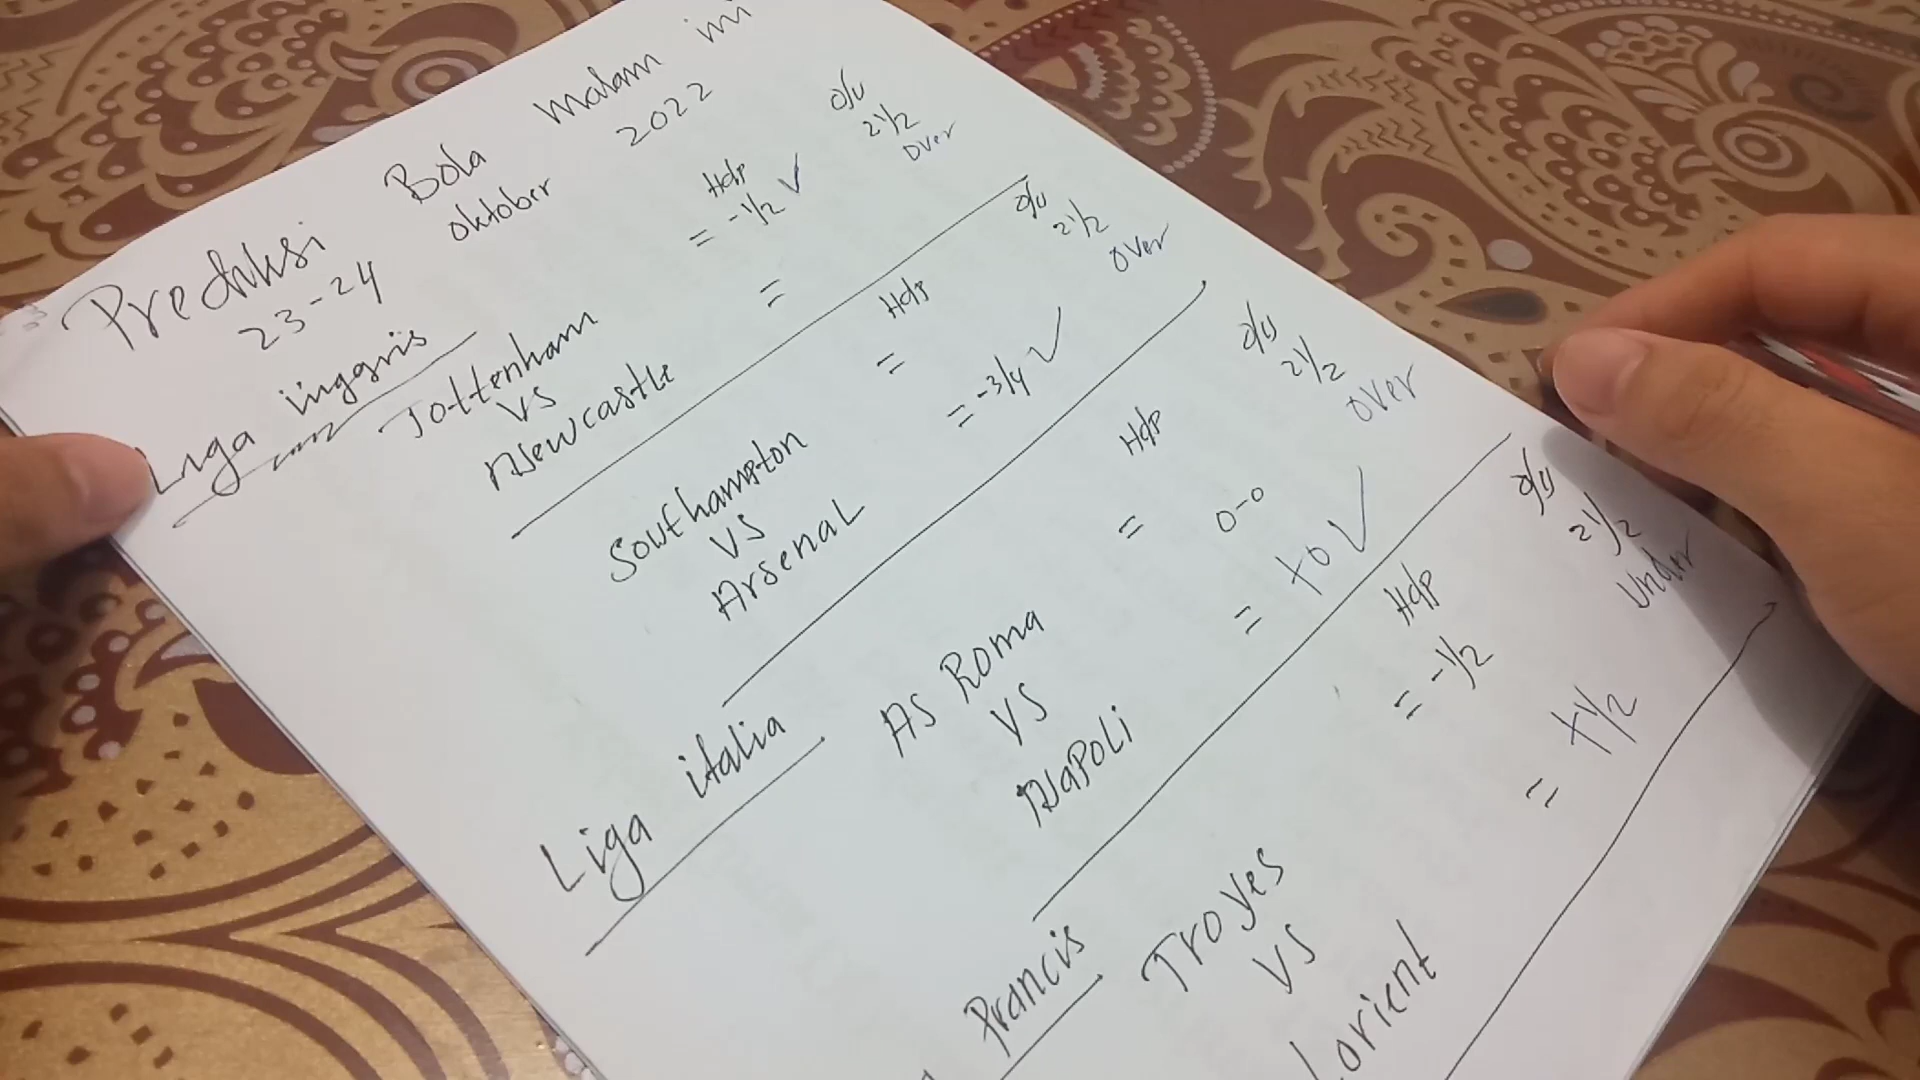 Prediksi Bola Malam ini
23-24 Oktober 2022
Liga inggris
Tottenham = -1/2 ✓
VS
Newcastle =
Hdp
O/U
2 1/2
Over
Southampton =
VS
Arsenal = -3/4 ✓
Hdp
O/U
2 1/2
Over
Liga italia
AS Roma = 0-0
VS
Napoli = +0 ✓
Hdp
O/U
2 1/2
Over
Prancis
Troyes = -1/2
VS
Lorient = +1/2
Hdp
O/U
2 1/2
Under